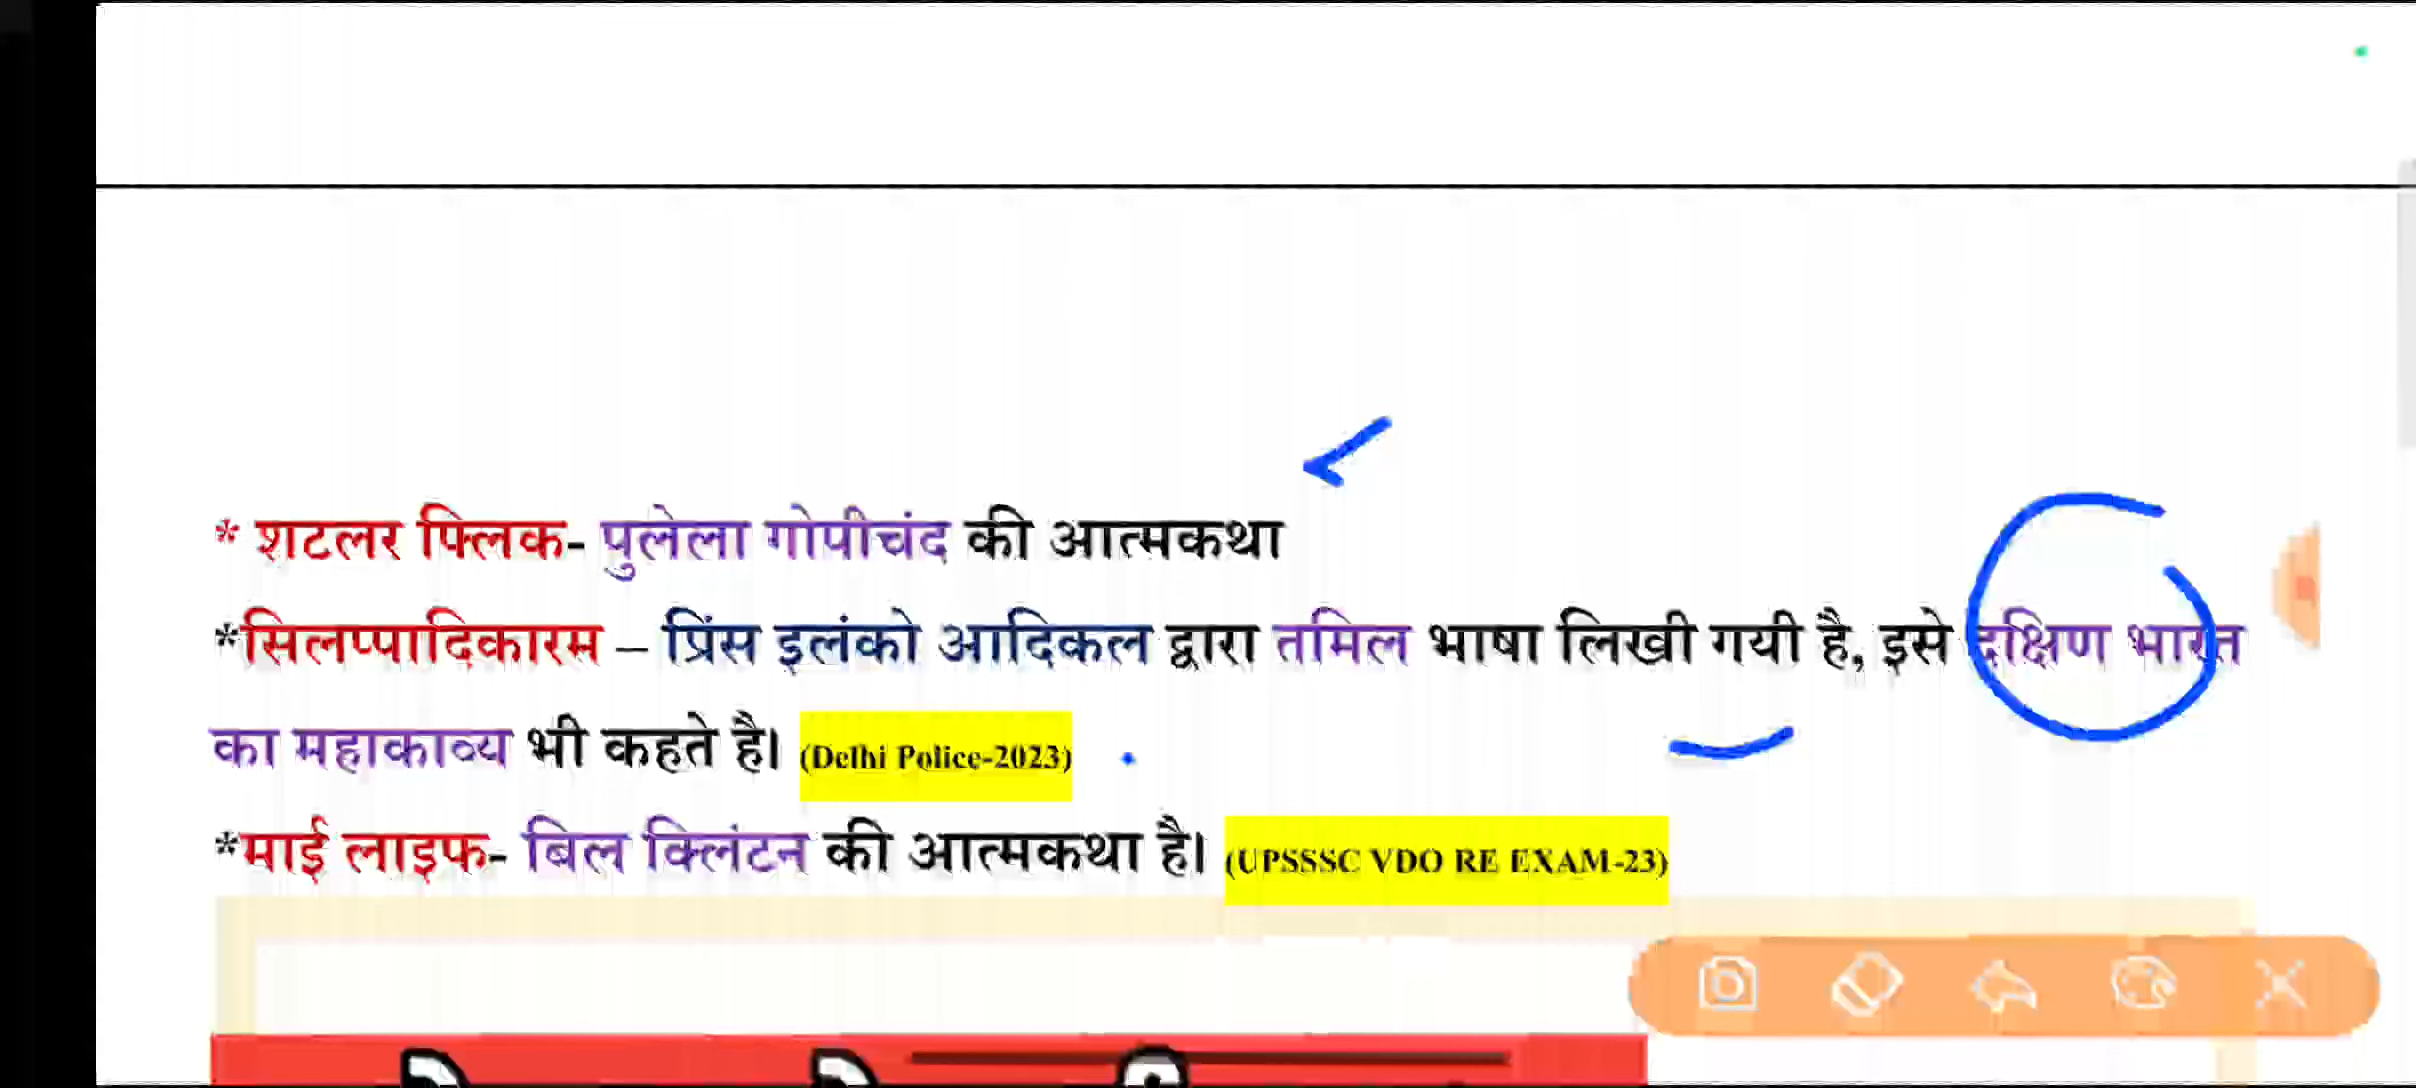 * शटलर फ्लिक- पुलेला गोपीचंद की आत्मकथा
*सिलप्पादिकारम – प्रिंस इलंको आदिकल द्वारा तमिल भाषा लिखी गयी है, इसे दक्षिण भारत
का महाकाव्य भी कहते है। (Delhi Police-2023)
*माई लाइफ- बिल क्लिंटन की आत्मकथा है। (UPSSSC VDO RE EXAM-23)